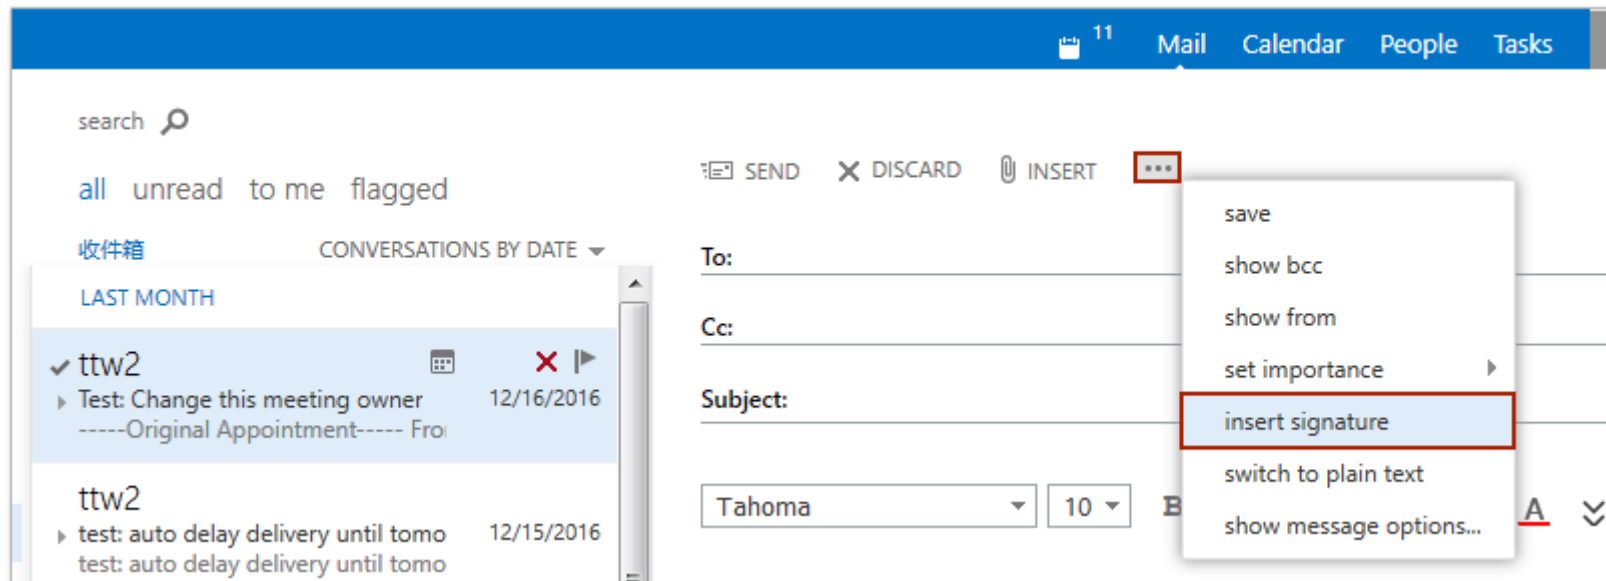 11 Mail Calendar People Tasks
search
all unread to me flagged
收件箱 CONVERSATIONS BY DATE
LAST MONTH
ttw2
Test: Change this meeting owner 12/16/2016
-----Original Appointment----- Fro
ttw2
test: auto delay delivery until tomo 12/15/2016
test: auto delay delivery until tomo
SEND DISCARD INSERT ...
To:
Cc:
Subject:
Tahoma 10 B A
save
show bcc
show from
set importance
insert signature
switch to plain text
show message options...